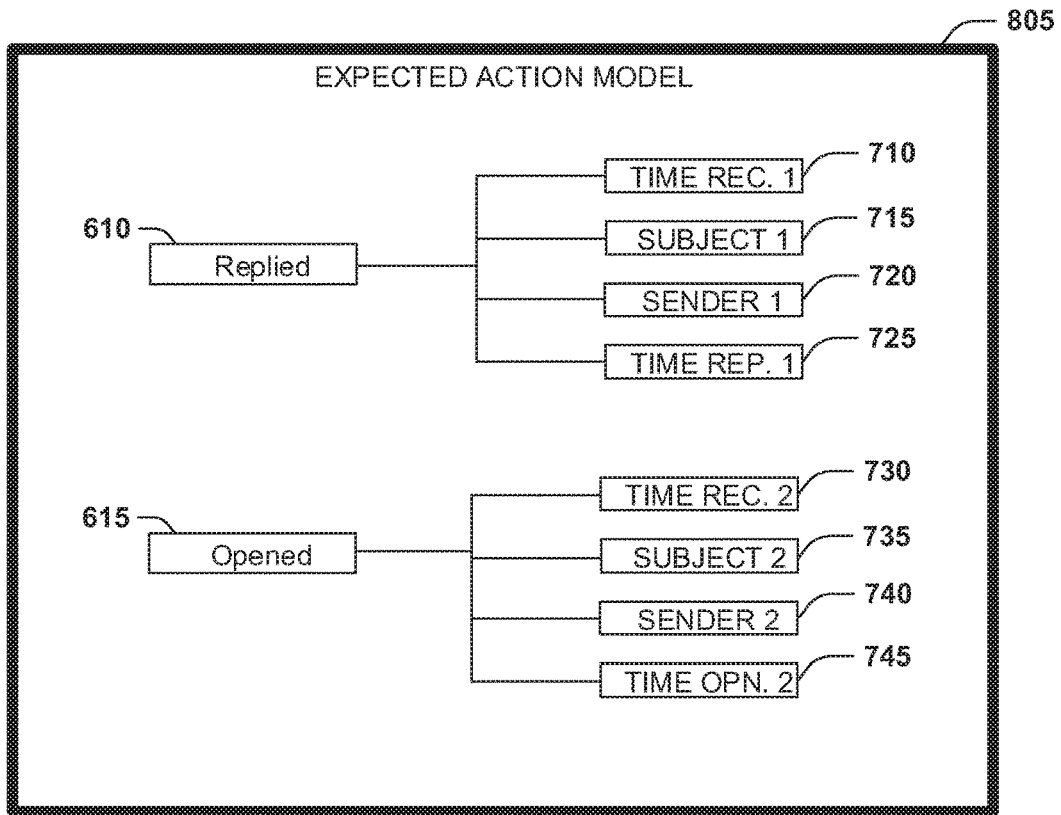 805
EXPECTED ACTION MODEL
710
TIME REC. 1
715
610
SUBJECT 1
Replied
720
SENDER 1
725
TIME REP. 1
730
TIME REC. 2
615
735
Opened
SUBJECT 2
740
SENDER 2
745
TIME OPN. 2